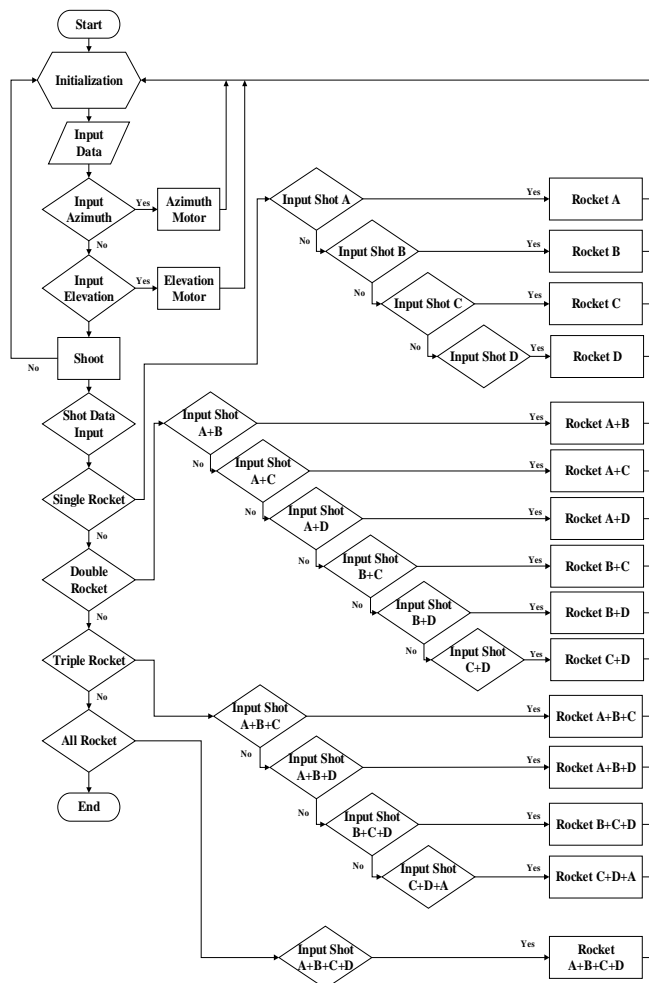 Start
Initialization
Input
Data
Input
Azimuth
Yes
Azimuth
Motor
No
Input
Elevation
Yes
Elevation
Motor
Shoot
No
Shot Data
Input
Single Rocket
No
Double
Rocket
No
Triple Rocket
No
All Rocket
End
Input Shot A
Yes
Rocket A
No
Input Shot B
Yes
Rocket B
No
Input Shot C
Yes
Rocket C
No
Input Shot D
Yes
Rocket D
Input Shot
A+B
Yes
Rocket A+B
No
Input Shot
A+C
Yes
Rocket A+C
No
Input Shot
A+D
Yes
Rocket A+D
No
Input Shot
B+C
Yes
Rocket B+C
No
Input Shot
B+D
Yes
Rocket B+D
No
Input Shot
C+D
Yes
Rocket C+D
Input Shot
A+B+C
Yes
Rocket A+B+C
No
Input Shot
A+B+D
Yes
Rocket A+B+D
No
Input Shot
B+C+D
Yes
Rocket B+C+D
No
Input Shot
C+D+A
Yes
Rocket C+D+A
Input Shot
A+B+C+D
Yes
Rocket
A+B+C+D